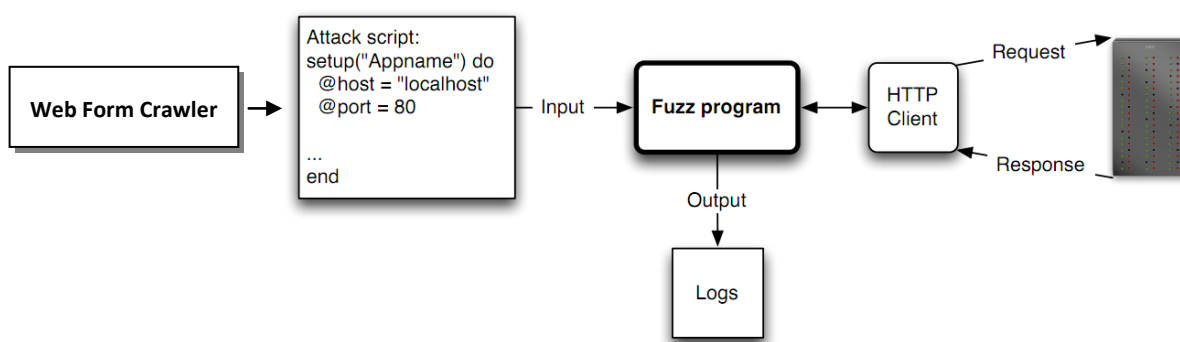 Web Form Crawler
Attack script:
setup("Appname") do
@host = "localhost"
@port = 80
...
end
Input
Fuzz program
HTTP
Client
Request
Response
Output
Logs